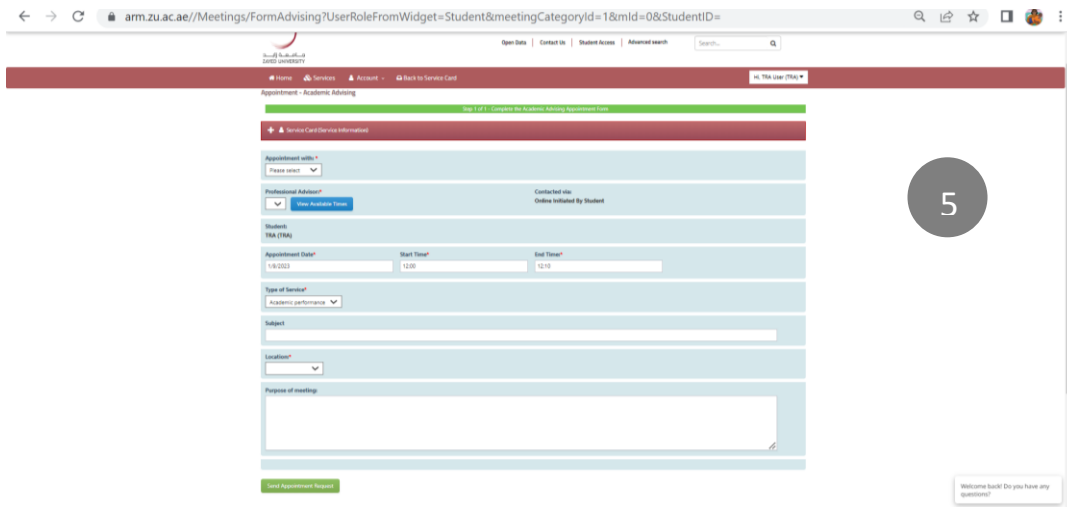 arm.zu.ac.ae//Meetings/FormAdvising?UserRoleFromWidget=Student&meetingCategoryId=1&mId=0&StudentID=
ZAYED UNIVERSITY
Open Data | Contact Us | Student Access | Advanced search
Search...
Home Services Account Back to Service Card
Hi, TRA User (TRA)
Appointment - Academic Advising
Step 1 of 1 - Complete the Academic Advising Appointment Form
Service Card (Service Information)
Appointment with: *
Please select
Professional Advisor:* Contacted via:
View Available Times Online Initiated By Student
5
Student:
TRA (TRA)
Appointment Date* Start Time* End Time:*
1/8/2023 12:00 12:10
Type of Service*
Academic performance
Subject
Location:*
Purpose of meeting:
Send Appointment Request
Welcome back! Do you have any
questions?